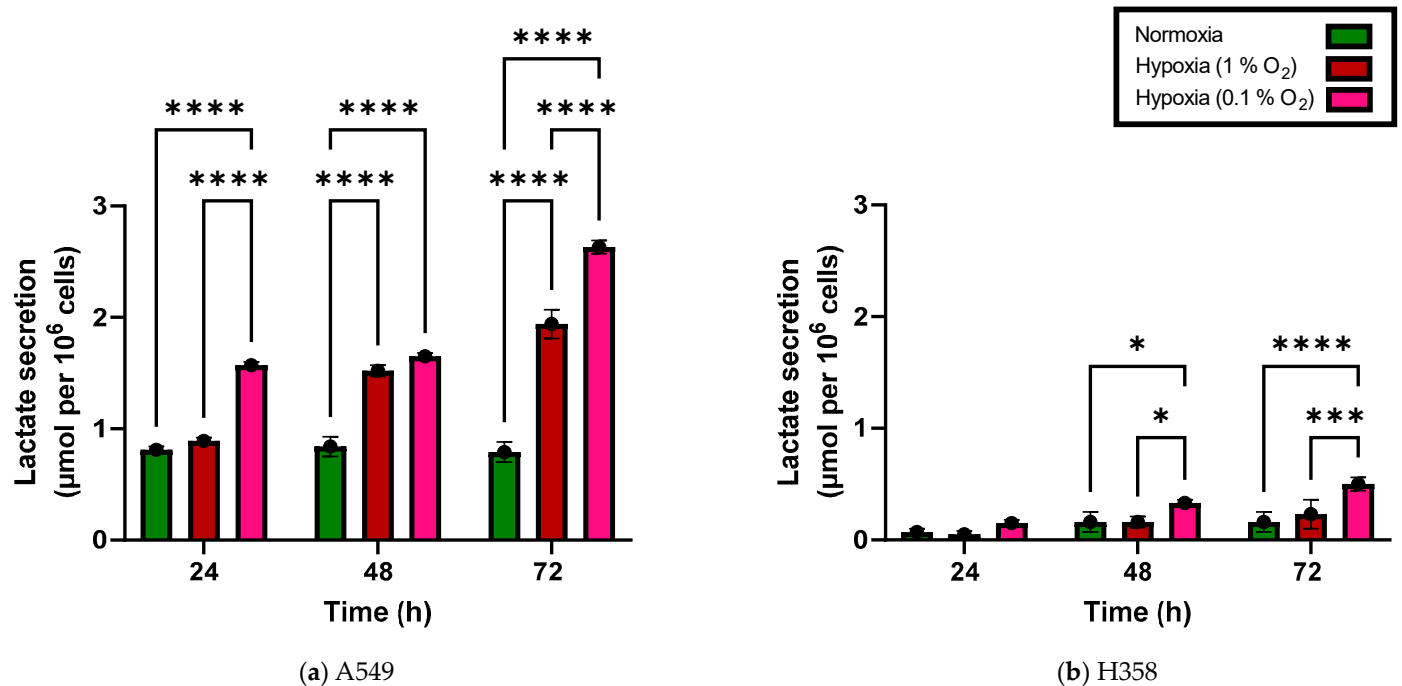 Normoxia
Hypoxia (1 % O₂)
Hypoxia (0.1 % O₂)
****
****
****
****
****
****
****
****
3
2
1
0
Lactate secretion
(µmol per 10⁶ cells)
24
48
72
Time (h)
(a) A549
3
2
1
0
Lactate secretion
(µmol per 10⁶ cells)
*
****
*
***
24
48
72
Time (h)
(b) H358